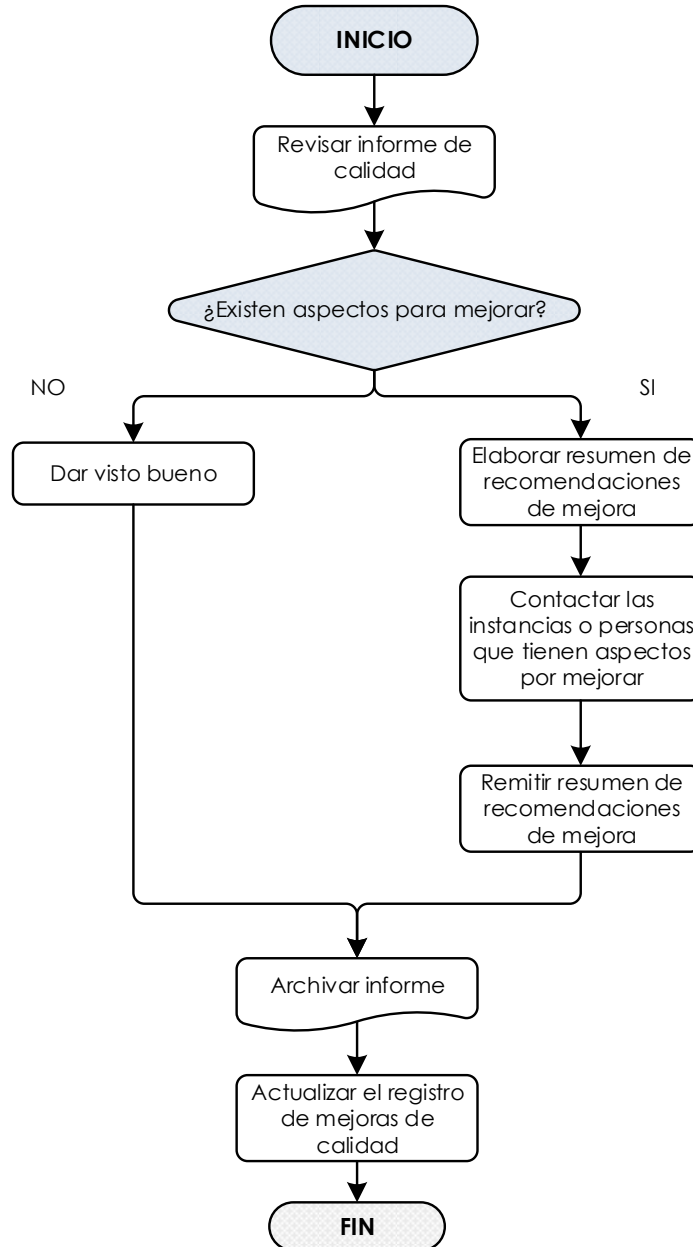 INICIO
Revisar informe de
calidad
¿Existen aspectos para mejorar?
NO
SI
Dar visto bueno
Elaborar resumen de
recomendaciones
de mejora
Contactar las
instancias o personas
que tienen aspectos
por mejorar
Remitir resumen de
recomendaciones
de mejora
Archivar informe
Actualizar el registro
de mejoras de
calidad
FIN